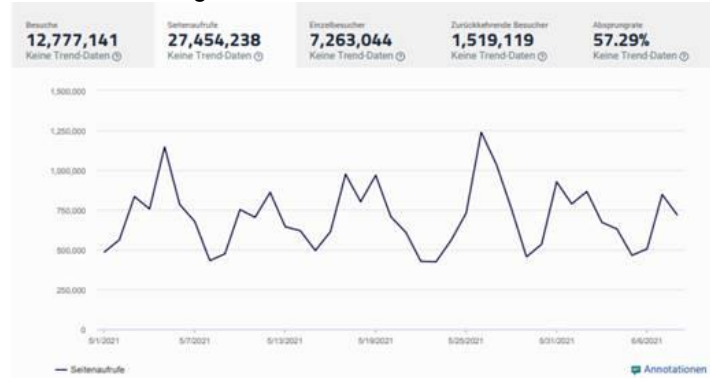 Besuche
12,777,141
Keine Trend-Daten
Seitenaufrufe
27,454,238
Keine Trend-Daten
Einzelbesucher
7,263,044
Keine Trend-Daten
Zurückkehrende Besucher
1,519,119
Keine Trend-Daten
Absprungrate
57.29%
Keine Trend-Daten
1,500,000
1,250,000
1,000,000
750,000
500,000
250,000
0
5/1/2021
5/7/2021
5/13/2021
5/19/2021
5/25/2021
5/31/2021
6/6/2021
Seitenaufrufe
Annotationen